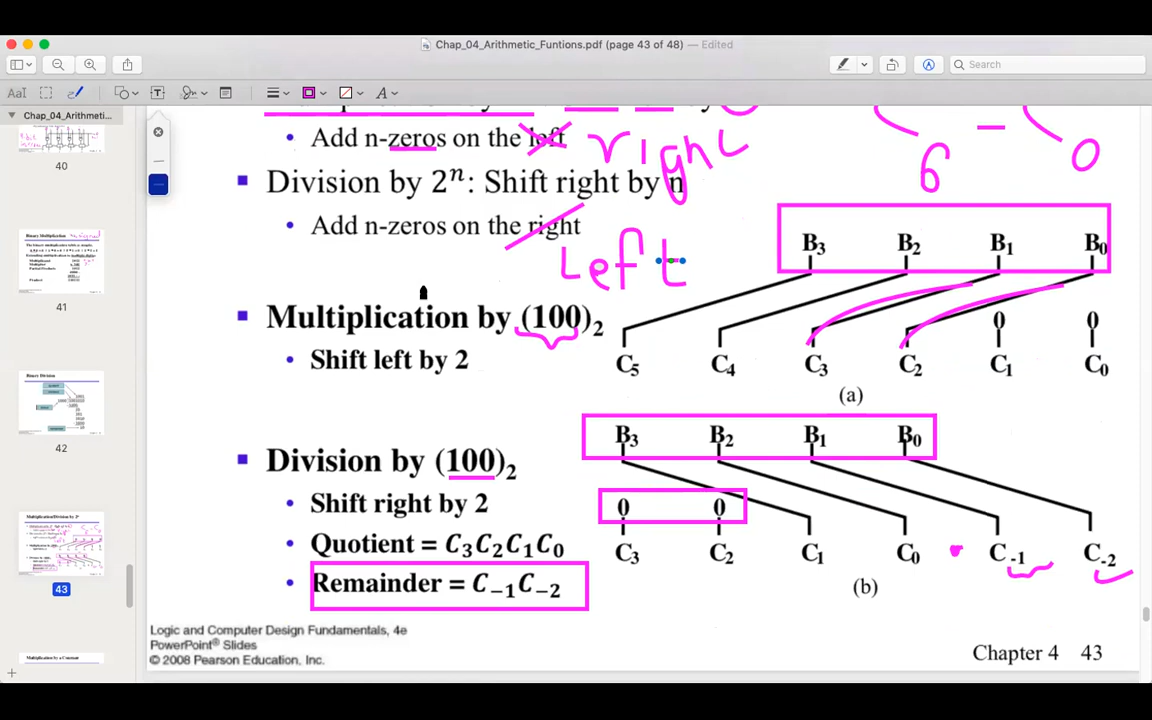 Chap_04_Arithmetic_Funtions.pdf (page 43 of 48) — Edited
Search
Chap_04_Arithmeti...
40
41
42
43
• Add n-zeros on the left right
6 0
▪ Division by 2ⁿ: Shift right by n
• Add n-zeros on the right Left
B3 B2 B1 B0
▪ Multiplication by (100)2
• Shift left by 2
0 0
C5 C4 C3 C2 C1 C0
(a)
B3 B2 B1 B0
▪ Division by (100)2
• Shift right by 2
0 0
• Quotient = C3C2C1C0
C3 C2 C1 C0 . C-1 C-2
• Remainder = C−1C−2
(b)
Logic and Computer Design Fundamentals, 4e
PowerPoint® Slides
© 2008 Pearson Education, Inc.
Chapter 4 43